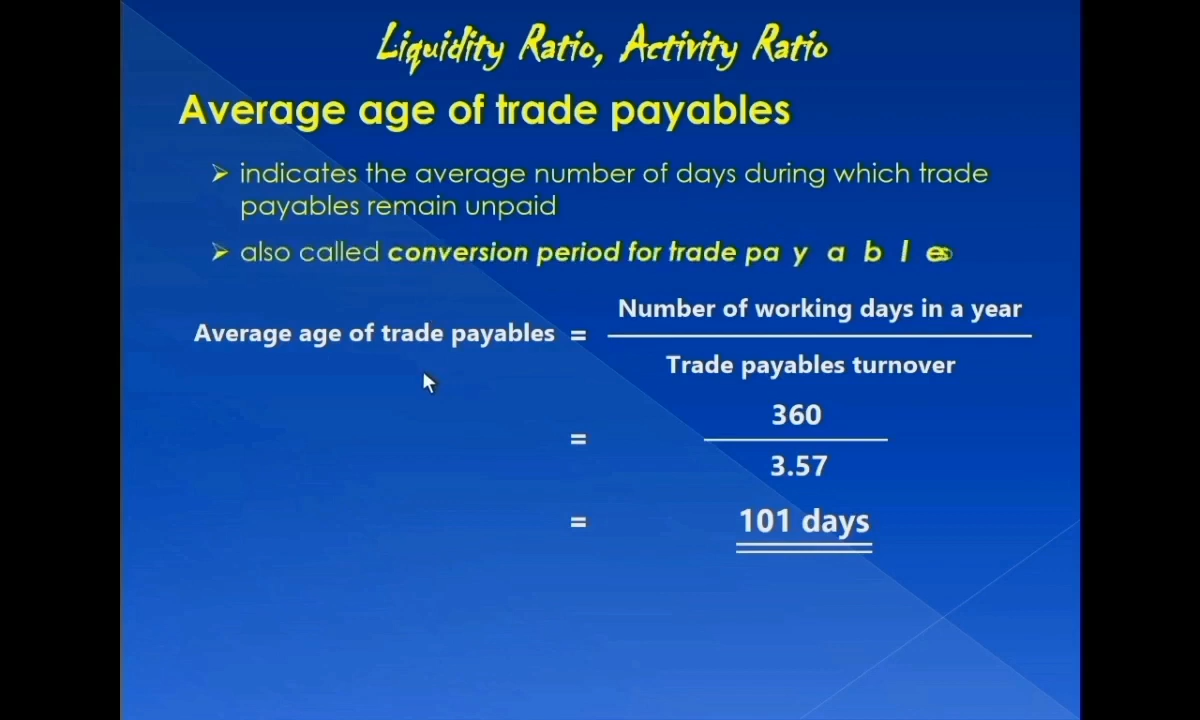 Liquidity Ratio, Activity Ratio
Average age of trade payables
indicates the average number of days during which trade
payables remain unpaid
also called conversion period for trade payables
Average age of trade payables = Number of working days in a year
Trade payables turnover
= 360
3.57
= 101 days